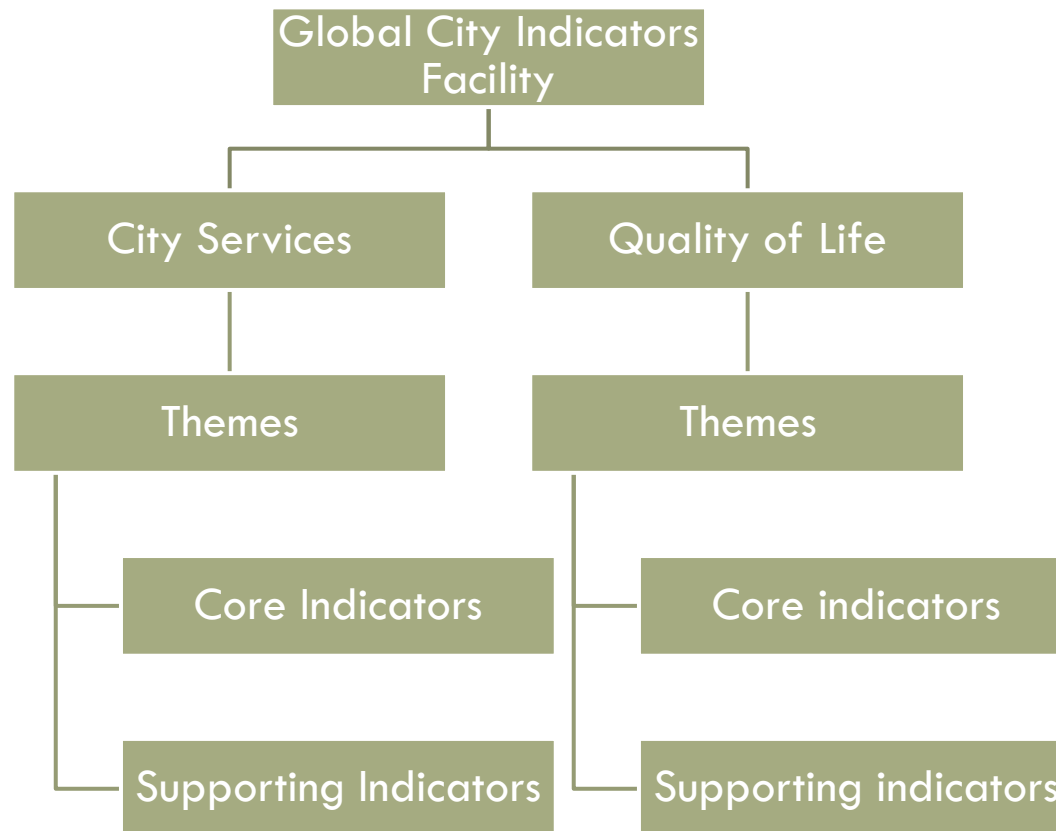 Global City Indicators
Facility
City Services
Quality of Life
Themes
Themes
Core Indicators
Core indicators
Supporting Indicators
Supporting indicators